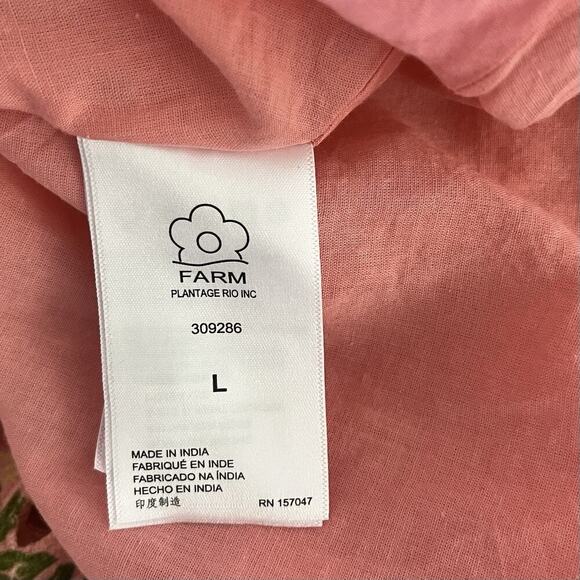 FARM
PLANTAGE RIO INC
309286
L
MADE IN INDIA
FABRIQUÉ EN INDE
FABRICADO NA ÍNDIA
HECHO EN INDIA
印度制造
RN 157047